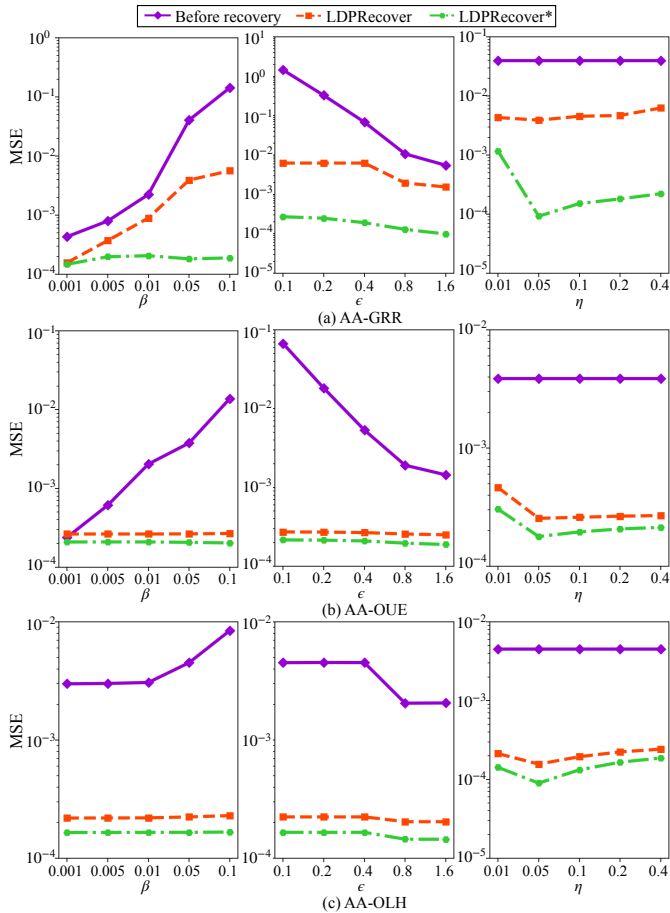 Before recovery LDPRecover LDPRecover*
10^0 10^1 10^-1
10^-1 10^0 10^-2
10^-2 10^-1 10^-3
10^-3 10^-2 10^-4
10^-4 10^-3 10^-5
10^-4
10^-5
MSE
0.001 0.005 0.01 0.05 0.1 0.1 0.2 0.4 0.8 1.6 0.01 0.05 0.1 0.2 0.4
β ϵ η
(a) AA-GRR
10^-1 10^-1 10^-2
10^-2 10^-2 10^-3
10^-3 10^-3 10^-4
10^-4 10^-4
MSE
0.001 0.005 0.01 0.05 0.1 0.1 0.2 0.4 0.8 1.6 0.01 0.05 0.1 0.2 0.4
β ϵ η
(b) AA-OUE
10^-2 10^-2 10^-2
10^-3 10^-3 10^-3
10^-4 10^-4 10^-4
10^-5
MSE
0.001 0.005 0.01 0.05 0.1 0.1 0.2 0.4 0.8 1.6 0.01 0.05 0.1 0.2 0.4
β ϵ η
(c) AA-OLH